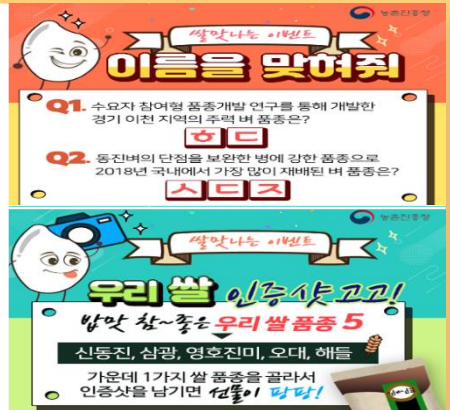 농촌진흥청
쌀맛나는 이벤트
이름을 맞혀줘
Q1. 수요자 참여형 품종개발 연구를 통해 개발한
경기 이천 지역의 주력 벼 품종은?
ㅎ ㄷ
Q2. 동진벼의 단점을 보완한 병에 강한 품종으로
2018년 국내에서 가장 많이 재배된 벼 품종은?
ㅅ ㄷ ㅈ
농촌진흥청
쌀맛나는 이벤트
우리 쌀 인증샷 고고!
밥맛 참~좋은 우리 쌀 품종 5
신동진, 삼광, 영호진미, 오대, 해들
가운데 1가지 쌀 품종을 골라서
인증샷을 남기면 선물이 팡팡!